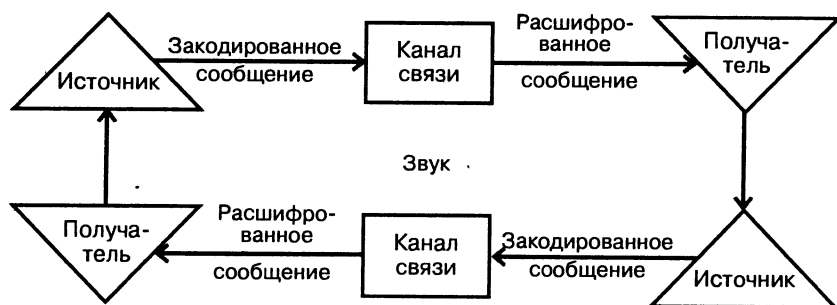 Источник
Закодированное
сообщение
Канал
связи
Расшифро-
ванное
сообщение
Получа-
тель
Звук
Получа-
тель
Расшифро-
ванное
сообщение
Канал
связи
Закодированное
сообщение
Источник